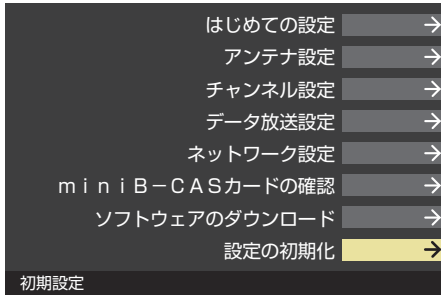 はじめての設定
アンテナ設定
チャンネル設定
データ放送設定
ネットワーク設定
ｍｉｎｉＢ－ＣＡＳカードの確認
ソフトウェアのダウンロード
設定の初期化
初期設定